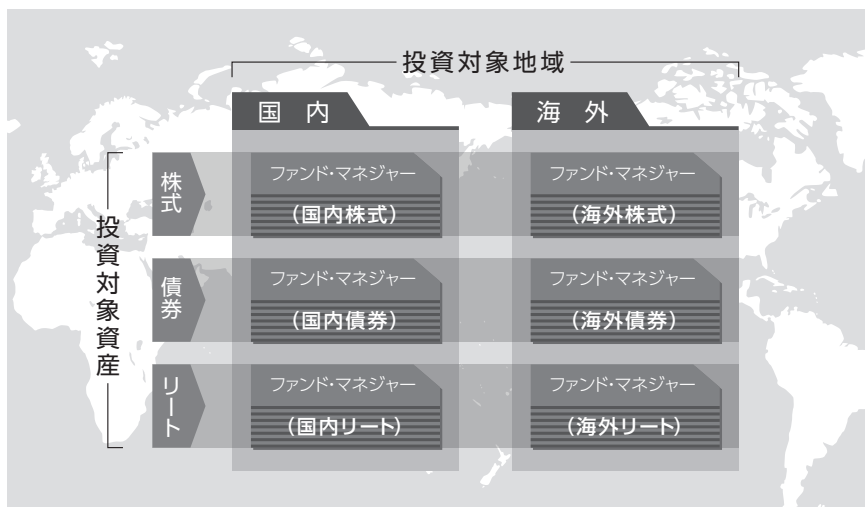 投資対象地域
国内
海外
投資対象資産
株式
ファンド・マネジャー
(国内株式)
ファンド・マネジャー
(海外株式)
債券
ファンド・マネジャー
(国内債券)
ファンド・マネジャー
(海外債券)
リート
ファンド・マネジャー
(国内リート)
ファンド・マネジャー
(海外リート)